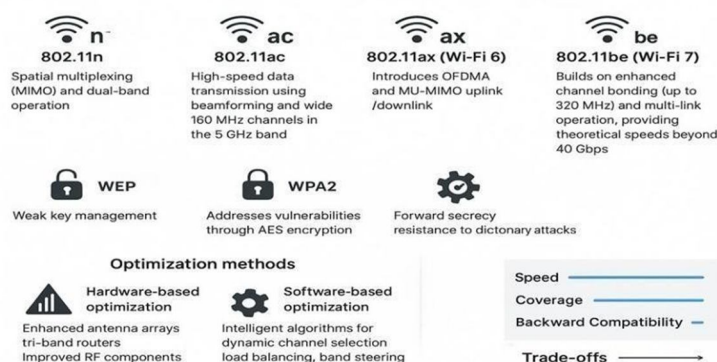 n
ac
ax
be
802.11n
802.11ac
802.11ax (Wi-Fi 6)
802.11be (Wi-Fi 7)
Spatial multiplexing
(MIMO) and dual-band
operation
High-speed data
transmission using
beamforming and wide
160 MHz channels in
the 5 GHz band
Introduces OFDMA
and MU-MIMO uplink
/downlink
Builds on enhanced
channel bonding (up to
320 MHz) and multi-link
operation, providing
theoretical speeds beyond
40 Gbps
WEP
Weak key management
WPA2
Addresses vulnerabilities
through AES encryption
Forward secrecy
resistance to dictonary attacks
Optimization methods
Hardware-based
optimization
Enhanced antenna arrays
tri-band routers
Improved RF components
Software-based
optimization
Intelligent algorithms for
dynamic channel selection
load balancing, band steering
Speed
Coverage
Backward Compatibility
Trade-offs